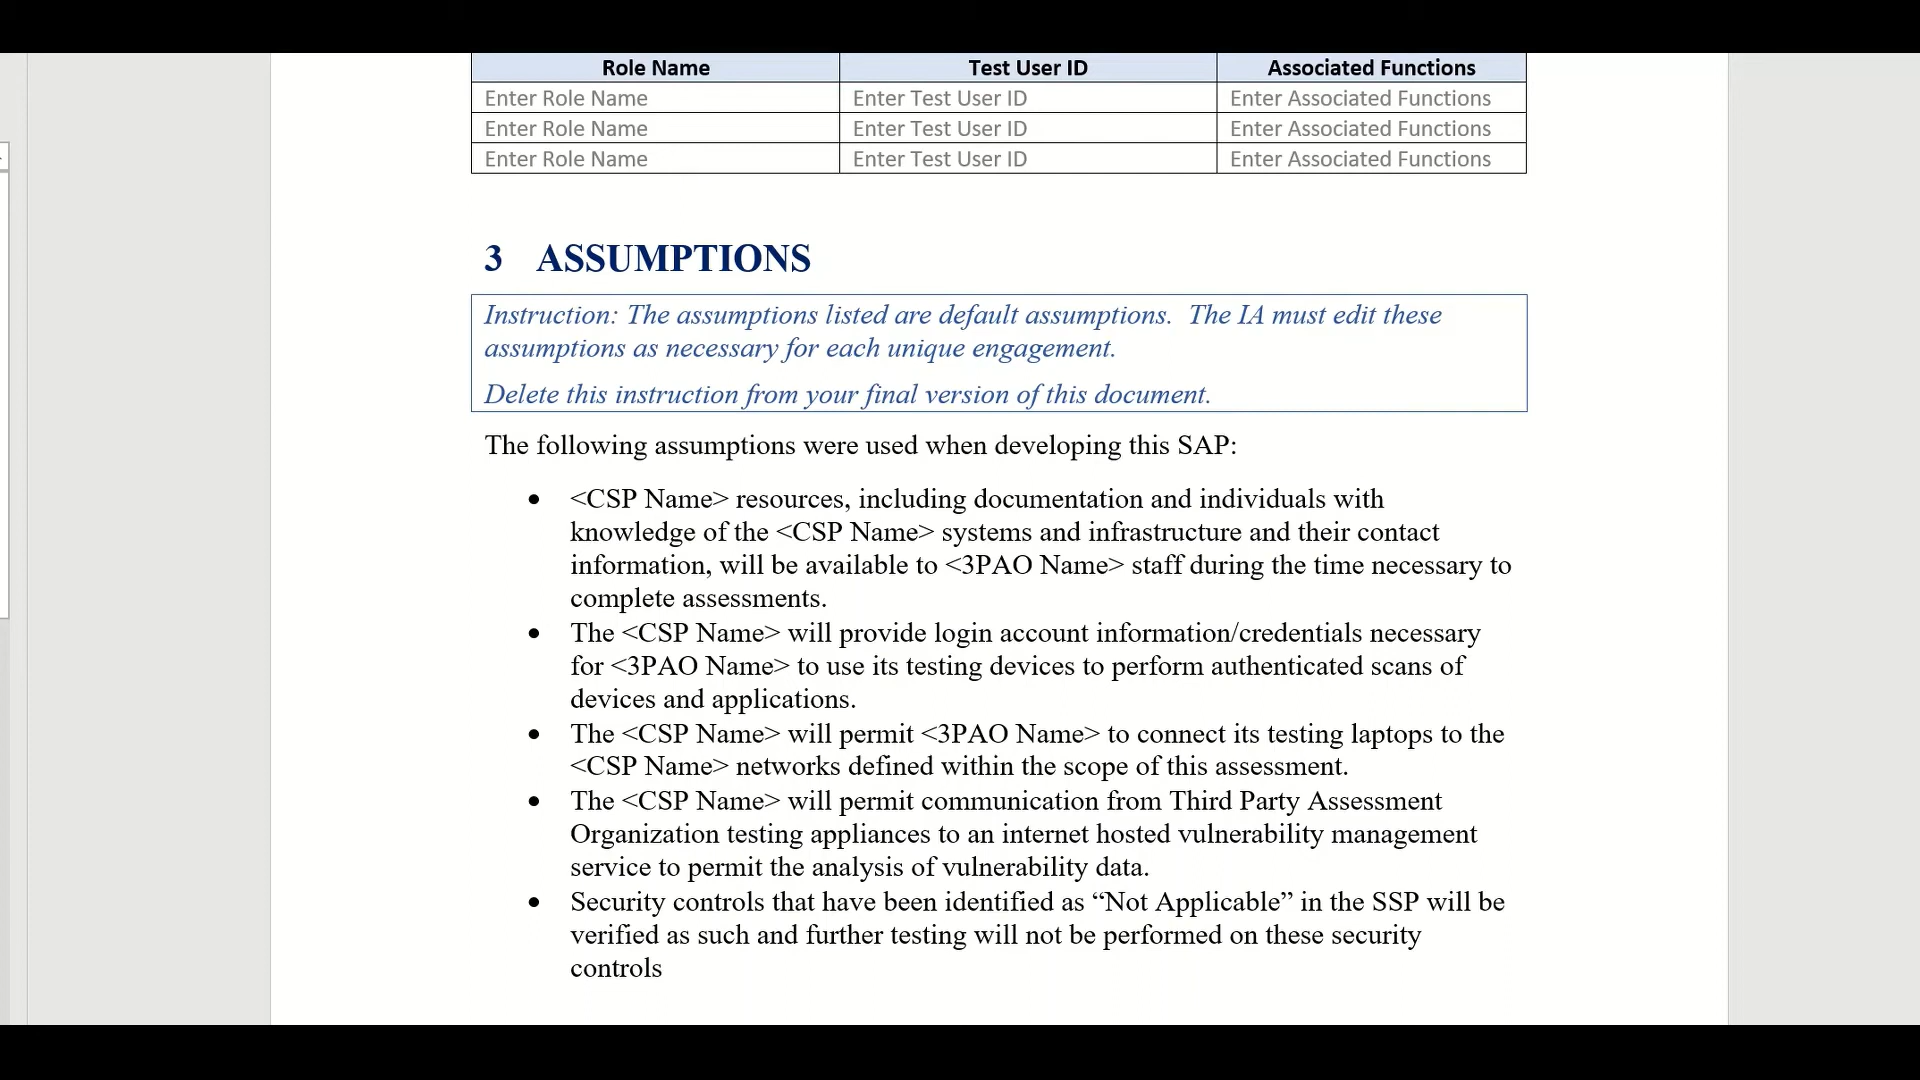 Role Name Test User ID Associated Functions
Enter Role Name Enter Test User ID Enter Associated Functions
Enter Role Name Enter Test User ID Enter Associated Functions
Enter Role Name Enter Test User ID Enter Associated Functions
3 ASSUMPTIONS
Instruction: The assumptions listed are default assumptions. The IA must edit these
assumptions as necessary for each unique engagement.
Delete this instruction from your final version of this document.
The following assumptions were used when developing this SAP:
• <CSP Name> resources, including documentation and individuals with
knowledge of the <CSP Name> systems and infrastructure and their contact
information, will be available to <3PAO Name> staff during the time necessary to
complete assessments.
• The <CSP Name> will provide login account information/credentials necessary
for <3PAO Name> to use its testing devices to perform authenticated scans of
devices and applications.
• The <CSP Name> will permit <3PAO Name> to connect its testing laptops to the
<CSP Name> networks defined within the scope of this assessment.
• The <CSP Name> will permit communication from Third Party Assessment
Organization testing appliances to an internet hosted vulnerability management
service to permit the analysis of vulnerability data.
• Security controls that have been identified as “Not Applicable” in the SSP will be
verified as such and further testing will not be performed on these security
controls